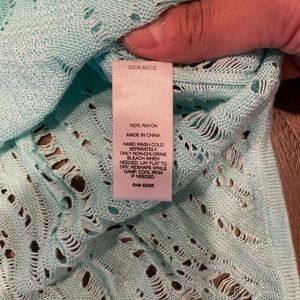 100% RAYON
MADE IN CHINA
HAND WASH COLD
SEPARATELY
ONLY NON-CHLORINE
BLEACH WHEN
NEEDED. LAY FLAT TO
DRY. RESHAPE WHILE
DAMP. COOL IRON
IF NEEDED.
RN# 55285